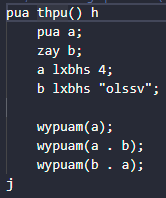 pua thpu() h
pua a;
zay b;
a lxbhs 4;
b lxbhs "olssv";
wypuam(a);
wypuam(a . b);
wypuam(b . a);
j